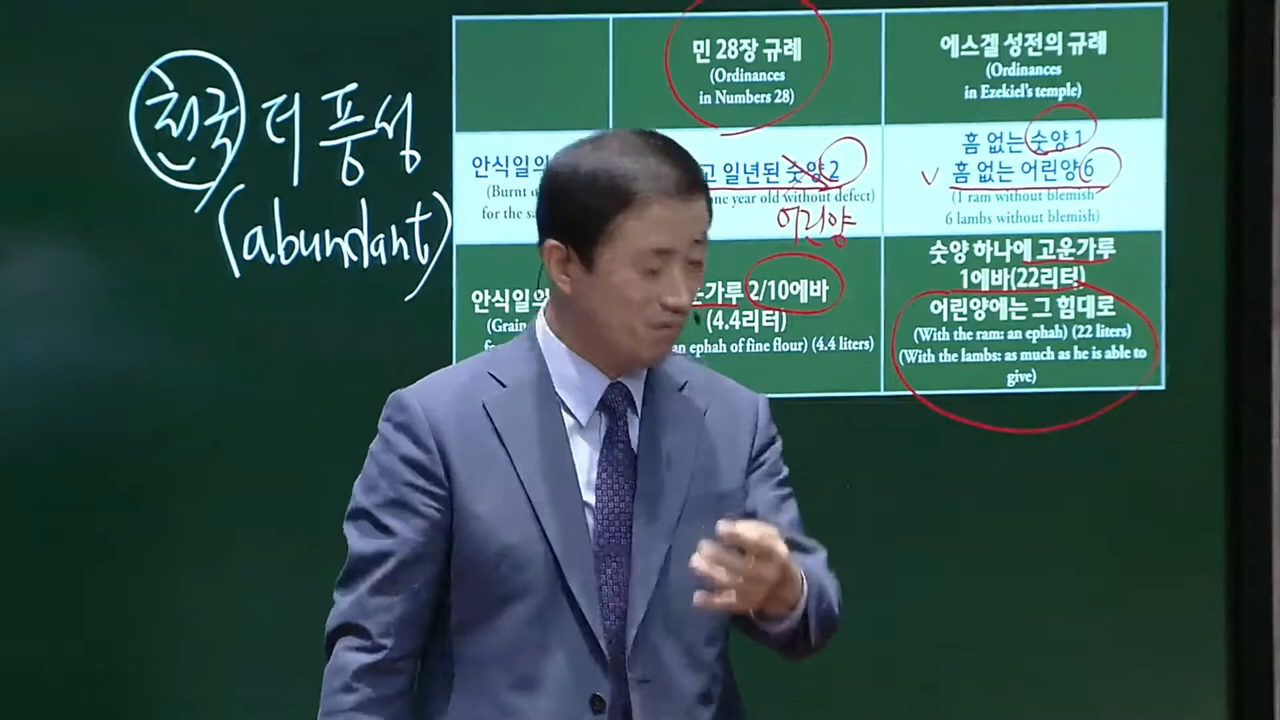 천국 더 풍성
(abundant)
민 28장 규례
(Ordinances
in Numbers 28)
에스겔 성전의 규례
(Ordinances
in Ezekiel's temple)
안식일의
(Burnt
for the
고 일년된 숫양 2
one year old without defect)
어린양
흠 없는 숫양 1
흠 없는 어린양 6
(1 ram without blemish
6 lambs without blemish)
안식일의
(Grain
가루 2/10에바
(4.4리터)
an ephah of fine flour) (4.4 liters)
숫양 하나에 고운가루
1에바(22리터)
어린양에는 그 힘대로
(With the ram: an ephah) (22 liters)
(With the lambs: as much as he is able to
give)